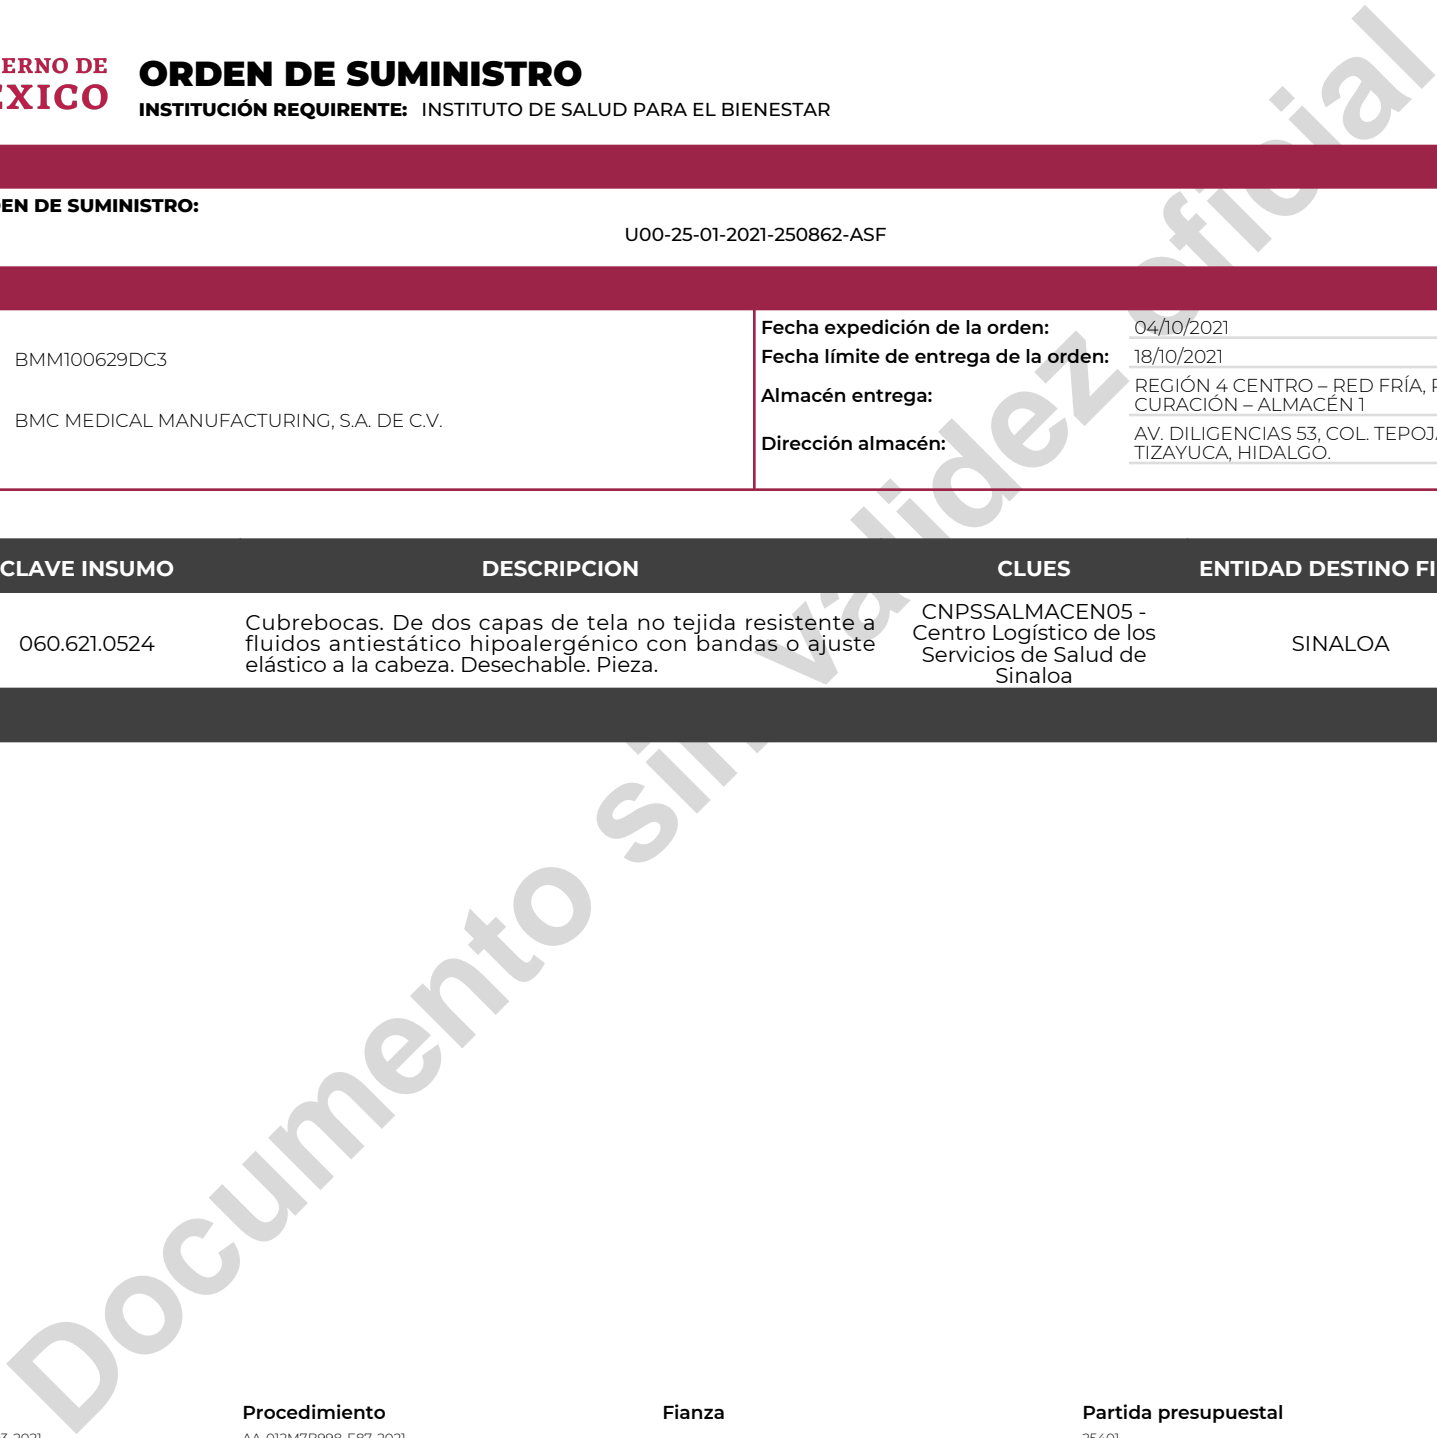 ERNO DE
EXICO
ORDEN DE SUMINISTRO
INSTITUCIÓN REQUIRENTE: INSTITUTO DE SALUD PARA EL BIENESTAR
EN DE SUMINISTRO:
U00-25-01-2021-250862-ASF
BMM100629DC3
BMC MEDICAL MANUFACTURING, S.A. DE C.V.
Fecha expedición de la orden: 04/10/2021
Fecha límite de entrega de la orden: 18/10/2021
Almacén entrega: REGIÓN 4 CENTRO – RED FRÍA,
CURACIÓN – ALMACÉN 1
Dirección almacén: AV. DILIGENCIAS 53, COL. TEPOJ
TIZAYUCA, HIDALGO.
CLAVE INSUMO DESCRIPCION CLUES ENTIDAD DESTINO FI
060.621.0524
Cubrebocas. De dos capas de tela no tejida resistente a
fluidos antiestático hipoalergénico con bandas o ajuste
elástico a la cabeza. Desechable. Pieza.
CNPSSALMACEN05 -
Centro Logístico de los
Servicios de Salud de
Sinaloa
SINALOA
Documento sin validez oficial
Procedimiento Fianza Partida presupuestal